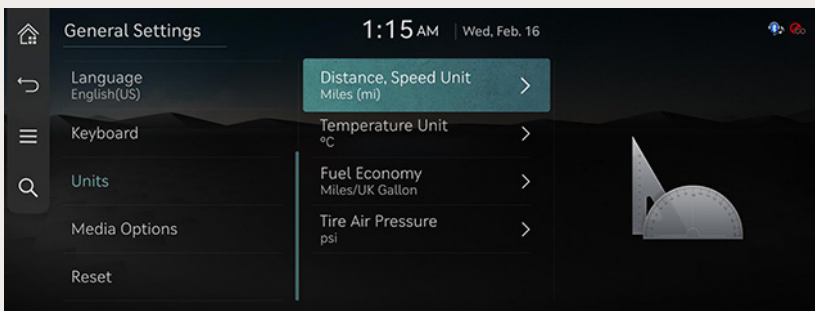 General Settings
1:15 AM | Wed, Feb. 16
Language
English(US)
Keyboard
Units
Media Options
Reset
Distance, Speed Unit
Miles (mi)
Temperature Unit
°C
Fuel Economy
Miles/UK Gallon
Tire Air Pressure
psi